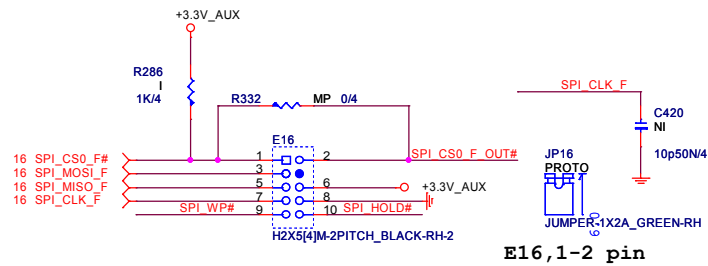 +3.3V_AUX
R286
I
1K/4
R332 MP 0/4
SPI_CLK_F
C420
NI
10p50N/4
E16
16 SPI_CS0_F# 1 2 SPI_CS0_F_OUT#
16 SPI_MOSI_F 3
16 SPI_MISO_F 5 6 +3.3V_AUX
16 SPI_CLK_F 7 8
SPI_WP# 9 10 SPI_HOLD#
H2X5[4]M-2PITCH_BLACK-RH-2
JP16
PROTO
JUMPER-1X2A_GREEN-RH
E16,1-2 pin